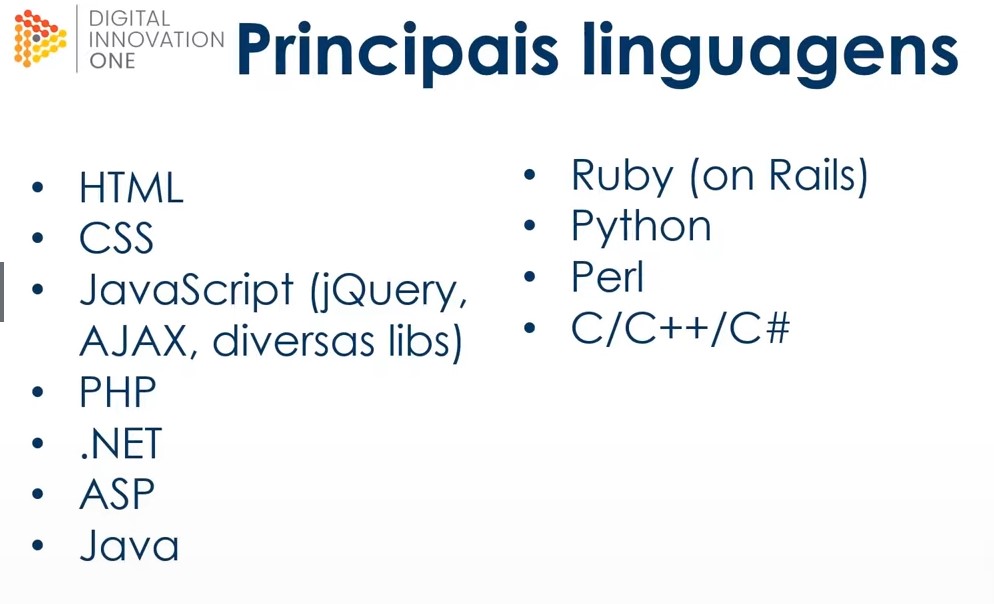 DIGITAL
INNOVATION
ONE
Principais linguagens
• HTML
• CSS
• JavaScript (jQuery,
AJAX, diversas libs)
• PHP
• .NET
• ASP
• Java
• Ruby (on Rails)
• Python
• Perl
• C/C++/C#